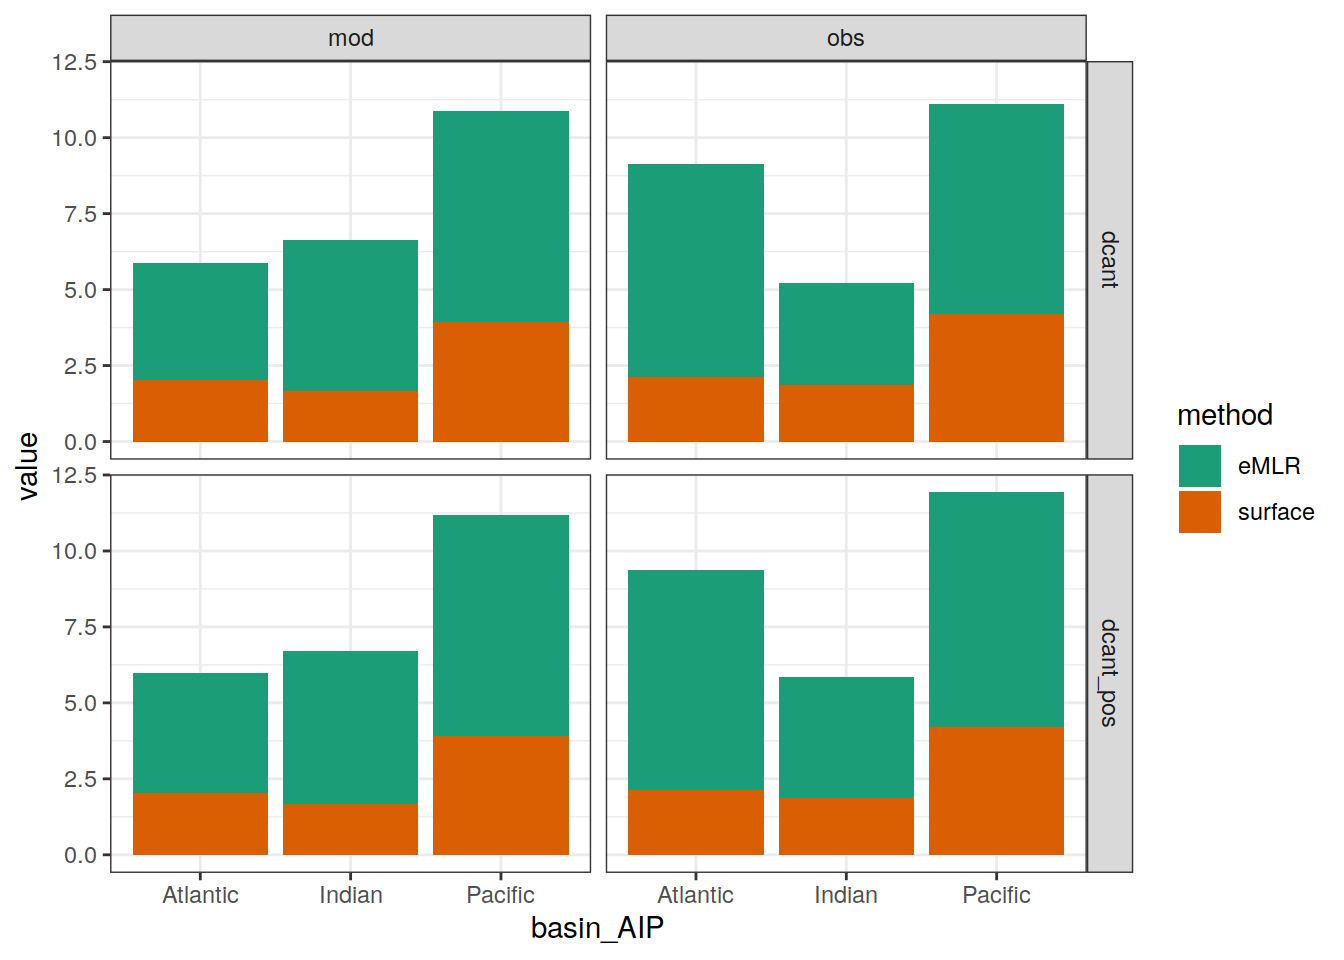 mod
obs
12.5
10.0
7.5
5.0
2.5
0.0
dcant
12.5
10.0
7.5
5.0
2.5
0.0
dcant_pos
Atlantic Indian Pacific
Atlantic Indian Pacific
basin_AIP
value
method
eMLR
surface